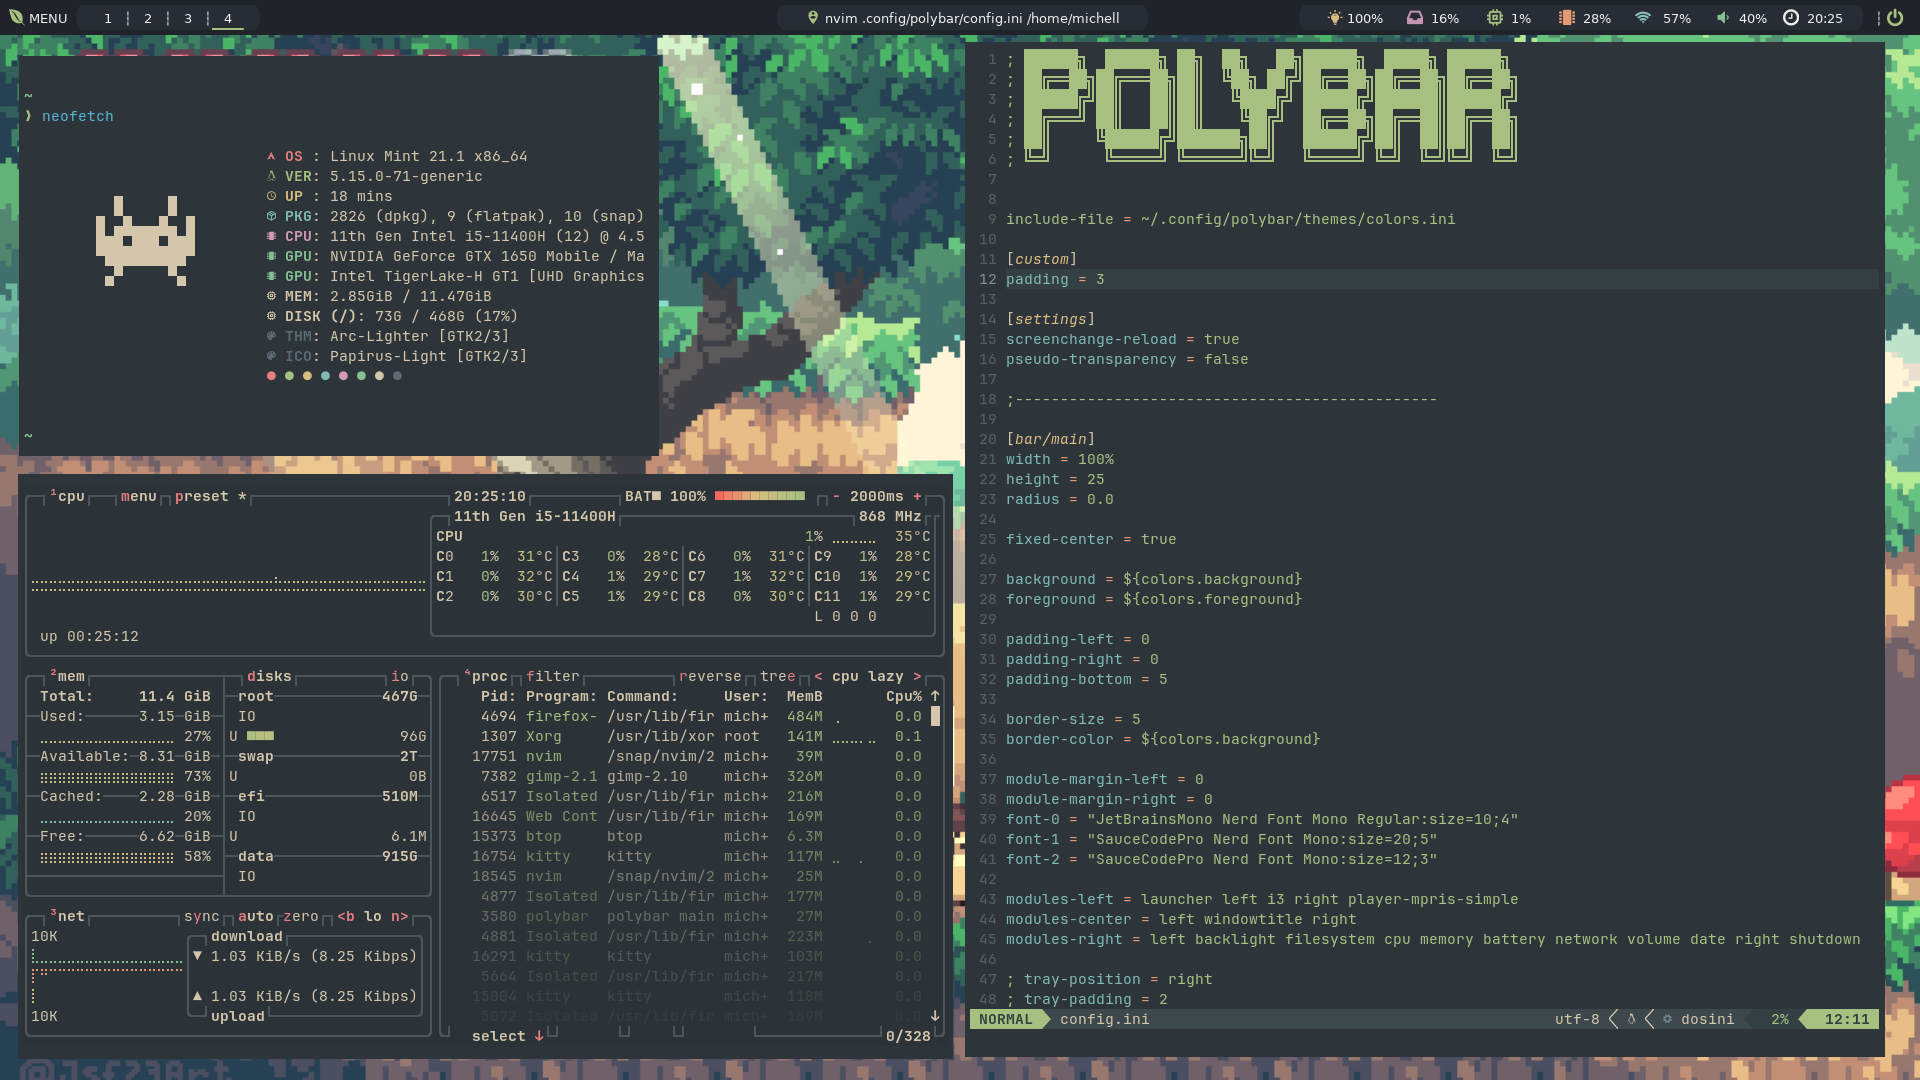 MENU 1 2 3 4 nvim .config/polybar/config.ini /home/michell 100% 16% 1% 28% 57% 40% 20:25
~
❯ neofetch
OS : Linux Mint 21.1 x86_64
VER: 5.15.0-71-generic
UP : 18 mins
PKG: 2826 (dpkg), 9 (flatpak), 10 (snap)
CPU: 11th Gen Intel i5-11400H (12) @ 4.5
GPU: NVIDIA GeForce GTX 1650 Mobile / Ma
GPU: Intel TigerLake-H GT1 [UHD Graphics
MEM: 2.85GiB / 11.47GiB
DISK (/): 73G / 468G (17%)
THM: Arc-Lighter [GTK2/3]
ICO: Papirus-Light [GTK2/3]
~
¹cpu menu preset * 20:25:10 BAT■ 100% - 2000ms +
11th Gen i5-11400H 868 MHz
CPU 1% 35°C
C0 1% 31°C C3 0% 28°C C6 0% 31°C C9 1% 28°C
C1 0% 32°C C4 1% 29°C C7 1% 32°C C10 1% 29°C
C2 0% 30°C C5 1% 29°C C8 0% 30°C C11 1% 29°C
L 0 0 0
up 00:25:12
²mem disks io
Total: 11.4 GiB root 467G
Used: 3.15 GiB IO
27% U 96G
Available: 8.31 GiB swap 2T
73% U 0B
Cached: 2.28 GiB efi 510M
20% IO
Free: 6.62 GiB U 6.1M
58% data 915G
IO
³net sync auto zero <b lo n>
10K download
▼ 1.03 KiB/s (8.25 Kibps)
▲ 1.03 KiB/s (8.25 Kibps)
10K upload
⁴proc filter reverse tree < cpu lazy >
Pid: Program: Command: User: MemB Cpu% ↑
4694 firefox- /usr/lib/fir mich+ 484M 0.0
1307 Xorg /usr/lib/xor root 141M 0.1
17751 nvim /snap/nvim/2 mich+ 39M 0.0
7382 gimp-2.1 gimp-2.10 mich+ 326M 0.0
6517 Isolated /usr/lib/fir mich+ 216M 0.0
16645 Web Cont /usr/lib/fir mich+ 169M 0.0
15373 btop btop mich+ 6.3M 0.0
16754 kitty kitty mich+ 117M 0.0
18545 nvim /snap/nvim/2 mich+ 25M 0.0
4877 Isolated /usr/lib/fir mich+ 177M 0.0
3580 polybar polybar main mich+ 27M 0.0
4881 Isolated /usr/lib/fir mich+ 223M 0.0
16291 kitty kitty mich+ 103M 0.0
5664 Isolated /usr/lib/fir mich+ 217M 0.0
15004 kitty kitty mich+ 118M 0.0
5072 Isolated /usr/lib/fir mich+ 189M 0.0 ↓
select ↓ 0/328
1 ;
2 ;
3 ;
4 ;
5 ;
6 ;
POLYBAR
7
8
9 include-file = ~/.config/polybar/themes/colors.ini
10
11 [custom]
12 padding = 3
13
14 [settings]
15 screenchange-reload = true
16 pseudo-transparency = false
17
18 ;-----------------------------------------------
19
20 [bar/main]
21 width = 100%
22 height = 25
23 radius = 0.0
24
25 fixed-center = true
26
27 background = ${colors.background}
28 foreground = ${colors.foreground}
29
30 padding-left = 0
31 padding-right = 0
32 padding-bottom = 5
33
34 border-size = 5
35 border-color = ${colors.background}
36
37 module-margin-left = 0
38 module-margin-right = 0
39 font-0 = "JetBrainsMono Nerd Font Mono Regular:size=10;4"
40 font-1 = "SauceCodePro Nerd Font Mono:size=20;5"
41 font-2 = "SauceCodePro Nerd Font Mono:size=12;3"
42
43 modules-left = launcher left i3 right player-mpris-simple
44 modules-center = left windowtitle right
45 modules-right = left backlight filesystem cpu memory battery network volume date right shutdown
46
47 ; tray-position = right
48 ; tray-padding = 2
NORMAL config.ini utf-8 dosini 2% 12:11